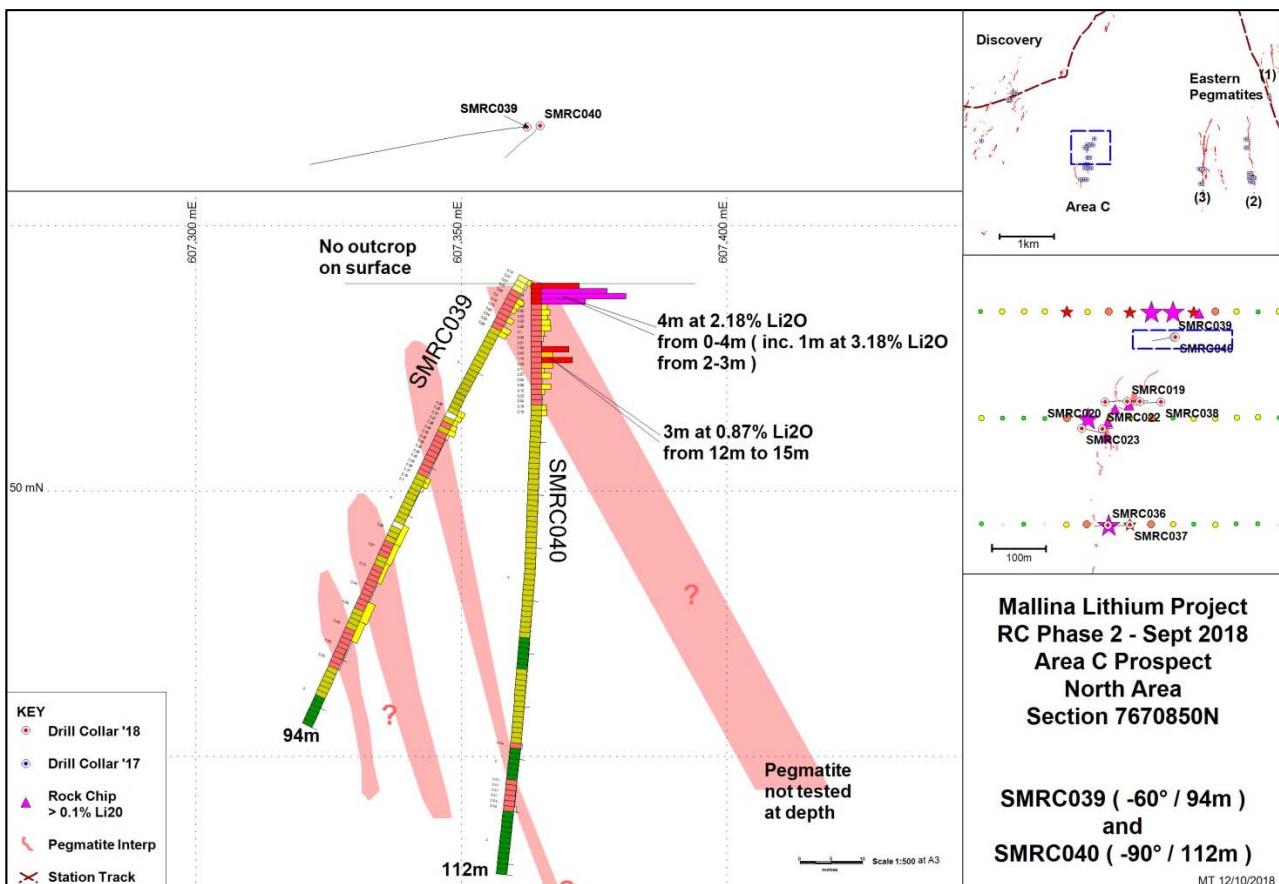 SMRC039
SMRC040
607,300 mE
607,350 mE
607,400 mE
No outcrop
on surface
SMRC039
4m at 2.18% Li2O
from 0-4m ( inc. 1m at 3.18% Li2O
from 2-3m )
3m at 0.87% Li2O
from 12m to 15m
SMRC040
50 mN
?
?
?
94m
112m
Pegmatite
not tested
at depth
metres
Scale 1:500 at A3
KEY
Drill Collar '18
Drill Collar '17
Rock Chip
> 0.1% Li20
Pegmatite Interp
Station Track
Discovery
(1)
Eastern
Pegmatites
Area C
(3)
(2)
1km
SMRC039
SMRC040
SMRC019
SMRC020
SMRC022
SMRC038
SMRC023
SMRC036
SMRC037
100m
Mallina Lithium Project
RC Phase 2 - Sept 2018
Area C Prospect
North Area
Section 7670850N
SMRC039 ( -60° / 94m )
and
SMRC040 ( -90° / 112m )
MT 12/10/2018